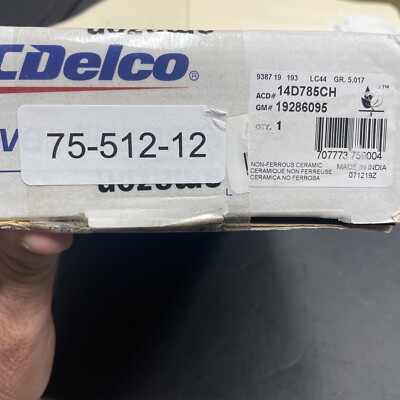 CDelco®
9387 19 193 LC44 GR. 5.017
ACD# 14D785CH
GM# 19286095
QTY. 1
TM
75-512-12
707773 759004
NON-FERROUS CERAMIC
MADE IN INDIA
CERAMIQUE NON FERREUSE
071219Z
CERAMICA NO FERROSA